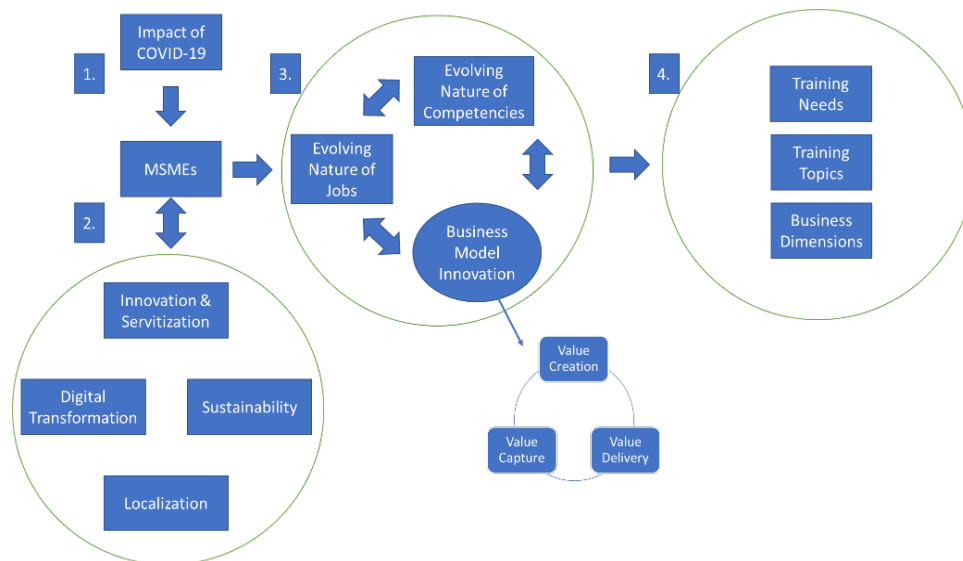 1.
Impact of
COVID-19
MSMEs
2.
Innovation &
Servitization
Digital
Transformation
Sustainability
Localization
3.
Evolving
Nature of
Competencies
Evolving
Nature of
Jobs
Business
Model
Innovation
Value
Creation
Value
Capture
Value
Delivery
4.
Training
Needs
Training
Topics
Business
Dimensions